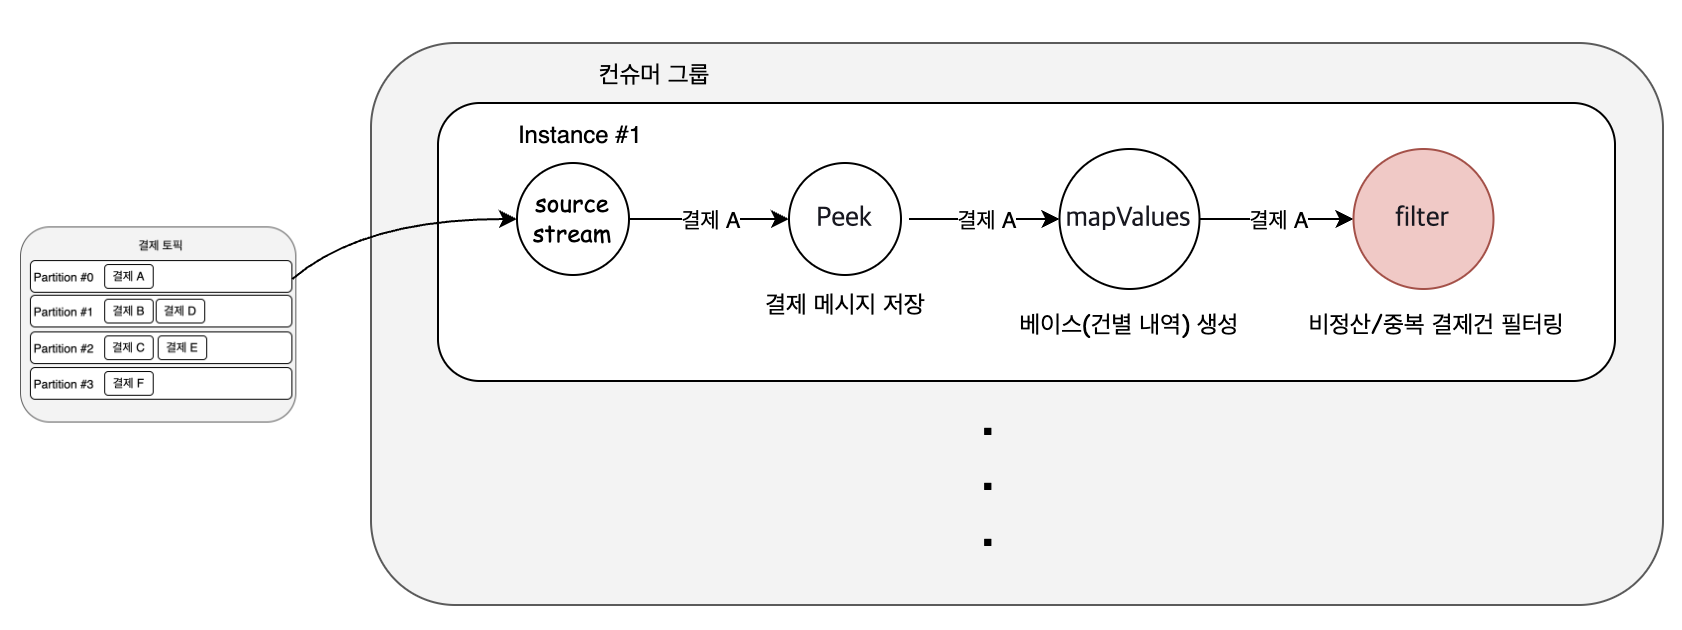 컨슈머 그룹
Instance #1
source
stream
결제 A
Peek
결제 A
mapValues
결제 A
filter
결제 메시지 저장
베이스(건별 내역) 생성
비정산/중복 결제건 필터링
결제 토픽
Partition #0 결제 A
Partition #1 결제 B 결제 D
Partition #2 결제 C 결제 E
Partition #3 결제 F